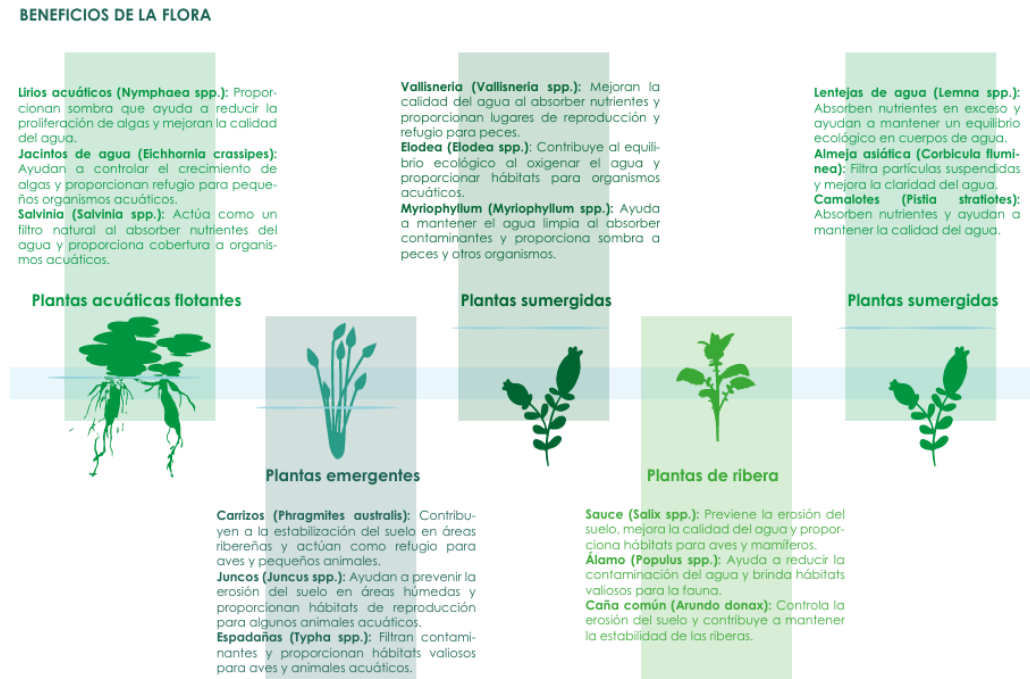 BENEFICIOS DE LA FLORA
Lirios acuáticos (Nymphaea spp.): Propor-
cionan sombra que ayuda a reducir la
proliferación de algas y mejoran la calidad
del agua.
Jacintos de agua (Eichhornia crassipes):
Ayudan a controlar el crecimiento de
algas y proporcionan refugio para peque-
ños organismos acuáticos.
Salvinia (Salvinia spp.): Actúa como un
filtro natural al absorber nutrientes del
agua y proporciona cobertura a organis-
mos acuáticos.
Plantas acuáticas flotantes
Vallisneria (Vallisneria spp.): Mejoran la
calidad del agua al absorber nutrientes y
proporcionan lugares de reproducción y
refugio para peces.
Elodea (Elodea spp.): Contribuye al equili-
brio ecológico al oxigenar el agua y
proporcionar hábitats para organismos
acuáticos.
Myriophyllum (Myriophyllum spp.): Ayuda
a mantener el agua limpia al absorber
contaminantes y proporciona sombra a
peces y otros organismos.
Plantas sumergidas
Lentejas de agua (Lemna spp.):
Absorben nutrientes en exceso y
ayudan a mantener un equilibrio
ecológico en cuerpos de agua.
Almeja asiática (Corbicula flumi-
nea): Filtra partículas suspendidas
y mejora la claridad del agua.
Camalotes (Pistia stratiotes):
Absorben nutrientes y ayudan a
mantener la calidad del agua.
Plantas sumergidas
Plantas emergentes
Carrizos (Phragmites australis): Contribu-
yen a la estabilización del suelo en áreas
ribereñas y actúan como refugio para
aves y pequeños animales.
Juncos (Juncus spp.): Ayudan a prevenir la
erosión del suelo en áreas húmedas y
proporcionan hábitats de reproducción
para algunos animales acuáticos.
Espadañas (Typha spp.): Filtran contami-
nantes y proporcionan hábitats valiosos
para aves y animales acuáticos.
Plantas de ribera
Sauce (Salix spp.): Previene la erosión del
suelo, mejora la calidad del agua y propor-
ciona hábitats para aves y mamíferos.
Álamo (Populus spp.): Ayuda a reducir la
contaminación del agua y brinda hábitats
valiosos para la fauna.
Caña común (Arundo donax): Controla la
erosión del suelo y contribuye a mantener
la estabilidad de las riberas.